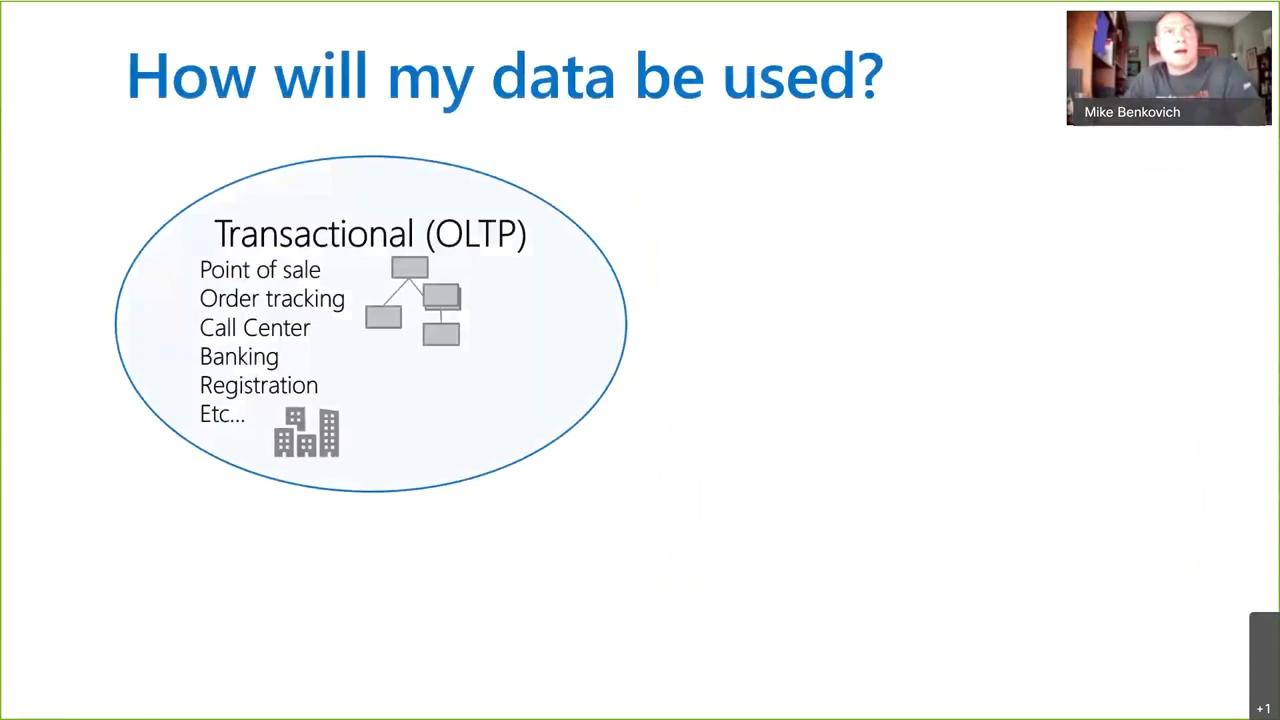 How will my data be used?
Mike Benkovich
Transactional (OLTP)
Point of sale
Order tracking
Call Center
Banking
Registration
Etc...
+1